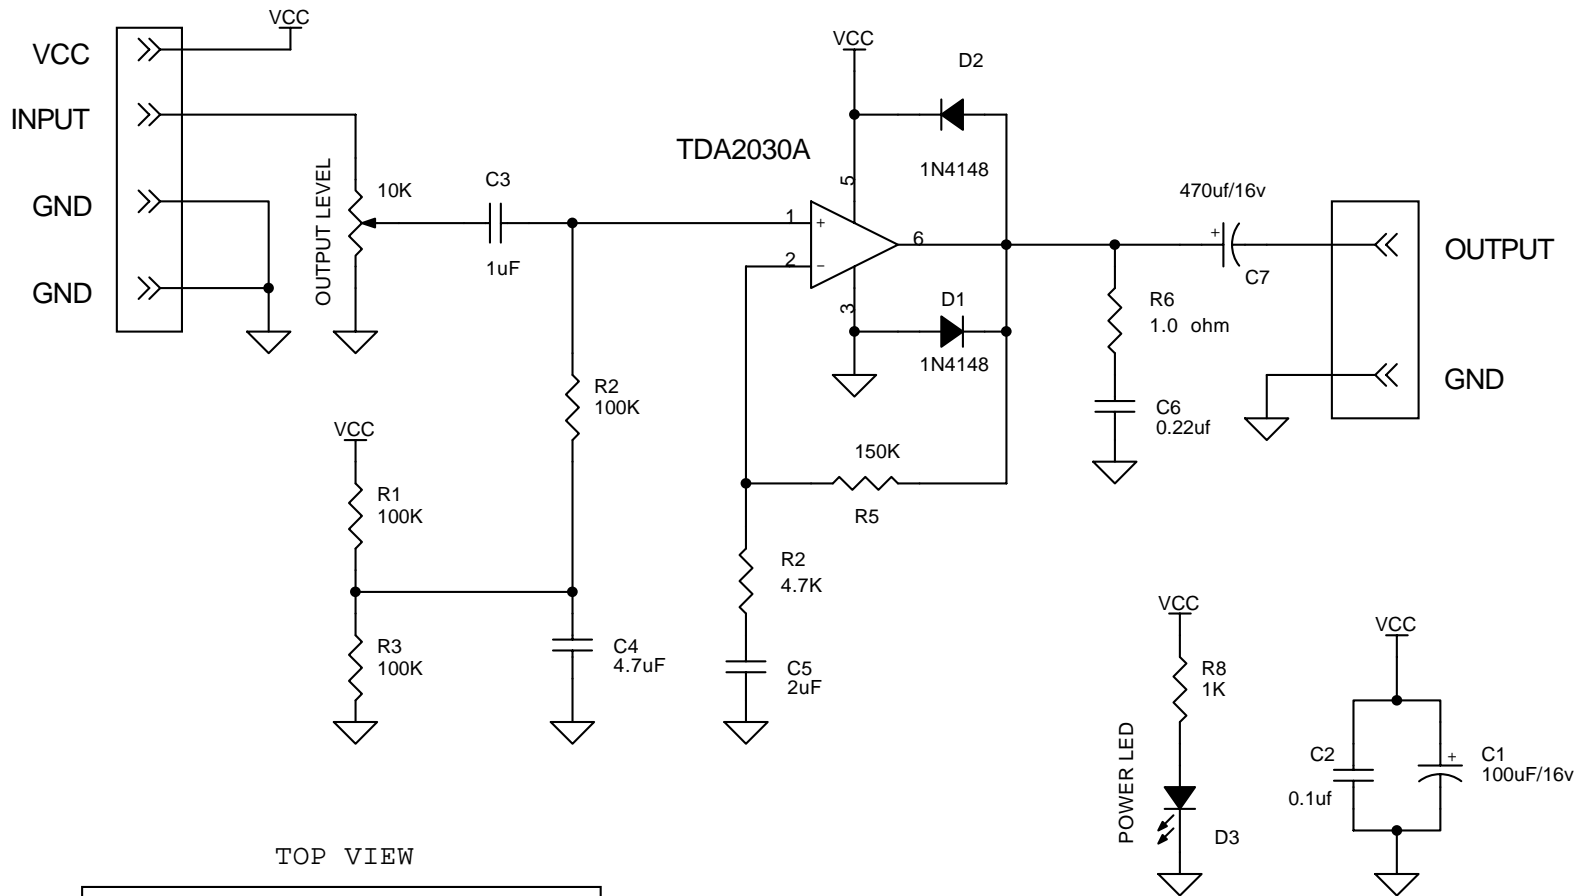 VCC
VCC
INPUT
GND
GND
OUTPUT LEVEL
10K
C3
1uF
TDA2030A
VCC
D2
1N4148
5
1
+
2
-
6
3
D1
1N4148
470uf/16v
+
C7
OUTPUT
GND
R6
1.0 ohm
C6
0.22uf
R2
100K
VCC
R1
100K
R3
100K
C4
4.7uF
150K
R5
R2
4.7K
C5
2uF
VCC
R8
1K
POWER LED
D3
VCC
C2
0.1uf
+
C1
100uF/16v
TOP VIEW